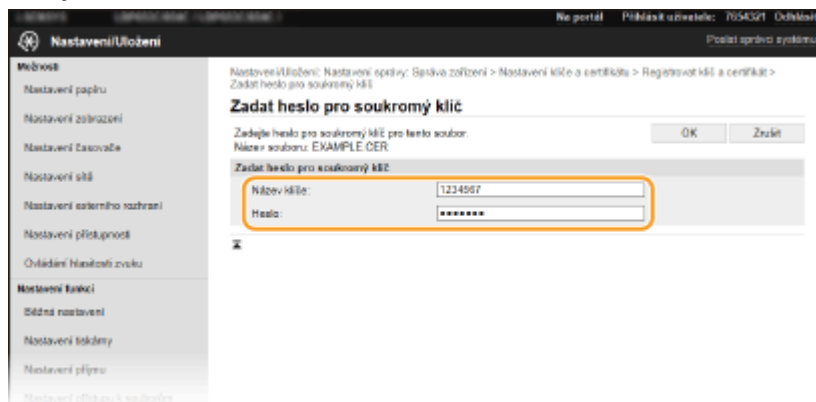 Na portál Přihlásit uživatele: 7654321 Odhlásit
Nastavení/Uložení
Poslat zprávu správci systému
Možnosti
Nastavení papíru
Nastavení zobrazení
Nastavení časovače
Nastavení sítě
Nastavení externího rozhraní
Nastavení přístupnosti
Ovládání hlasitosti zvuku
Nastavení funkcí
Běžná nastavení
Nastavení tiskárny
Nastavení příjmu
Nastavení/Uložení: Nastavení správy: Správa zařízení > Nastavení klíče a certifikátu > Registrovat klíč a certifikát >
Zadat heslo pro soukromý klíč
Zadat heslo pro soukromý klíč
Zadejte heslo pro soukromý klíč pro tento soubor.
Název souboru: EXAMPLE.CER
OK Zrušit
Zadat heslo pro soukromý klíč
Název klíče: 1234567
Heslo: •••••••